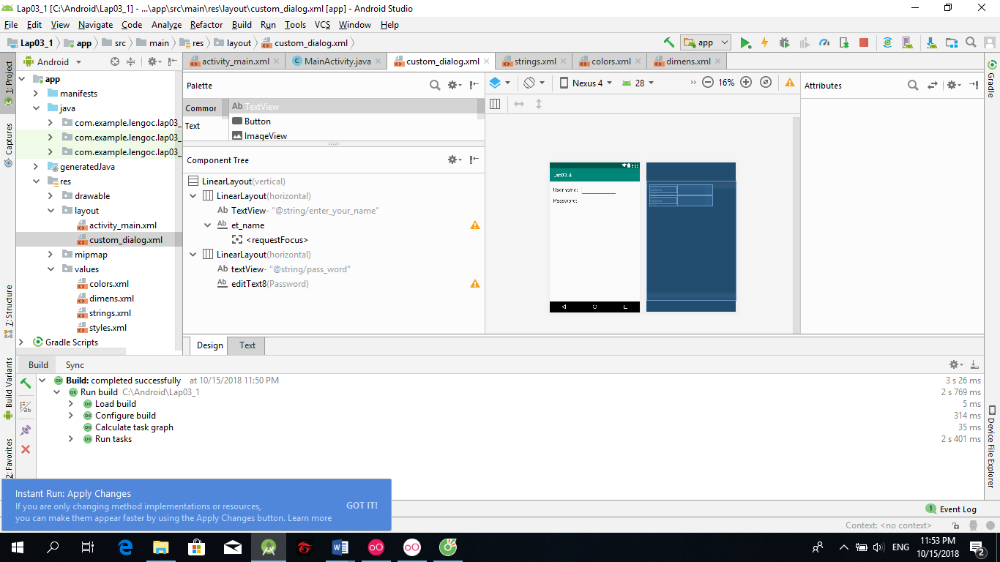 Lap03_1 [C:\Android\Lap03_1] - ...\app\src\main\res\layout\custom_dialog.xml [app] - Android Studio
File Edit View Navigate Code Analyze Refactor Build Run Tools VCS Window Help
Lap03_1 app src main res layout custom_dialog.xml
app
1: Project
Captures
7: Structure
Build Variants
2: Favorites
Android
app
manifests
java
com.example.lengoc.lap03_
com.example.lengoc.lap03_
com.example.lengoc.lap03_
generatedJava
res
drawable
layout
activity_main.xml
custom_dialog.xml
mipmap
values
colors.xml
dimens.xml
strings.xml
styles.xml
Gradle Scripts
activity_main.xml MainActivity.java custom_dialog.xml strings.xml colors.xml dimens.xml
Palette
Commor
Text
Ab TextView
Button
ImageView
Component Tree
LinearLayout(vertical)
LinearLayout(horizontal)
Ab TextView- "@string/enter_your_name"
Ab et_name
<requestFocus>
LinearLayout(horizontal)
Ab textView- "@string/pass_word"
Ab editText8(Password)
Nexus 4 28 16%
8:00
Username:
Password:
Attributes
Gradle
Device File Explorer
Design Text
Build Sync
Build: completed successfully at 10/15/2018 11:50 PM 3 s 26 ms
Run build C:\Android\Lap03_1 2 s 769 ms
Load build 5 ms
Configure build 314 ms
Calculate task graph 35 ms
Run tasks 2 s 401 ms
Instant Run: Apply Changes
If you are only changing method implementations or resources,
you can make them appear faster by using the Apply Changes button. Learn more
GOT IT!
1 Event Log
Context: <no context>
ENG
11:53 PM
10/15/2018
2